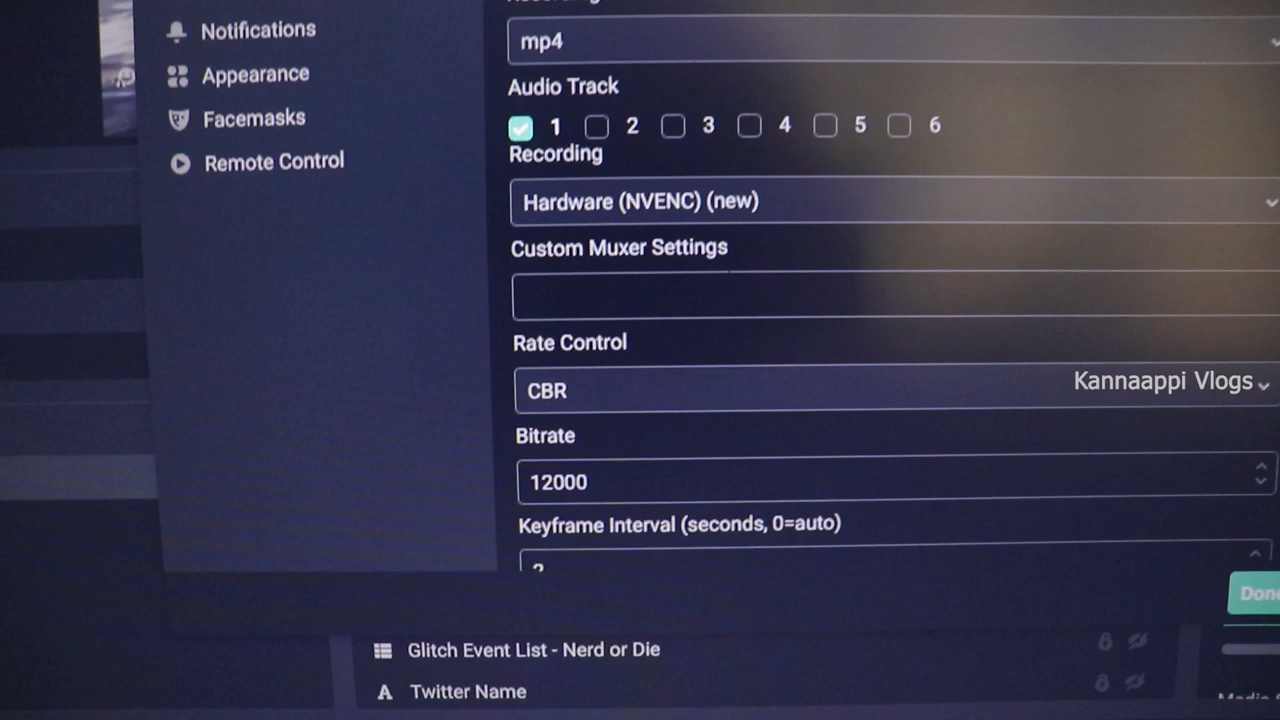 Notifications
Appearance
Facemasks
Remote Control
mp4
Audio Track
1 2 3 4 5 6
Recording
Hardware (NVENC) (new)
Custom Muxer Settings
Rate Control
CBR
Kannaappi Vlogs
Bitrate
12000
Keyframe Interval (seconds, 0=auto)
Glitch Event List - Nerd or Die
Twitter Name